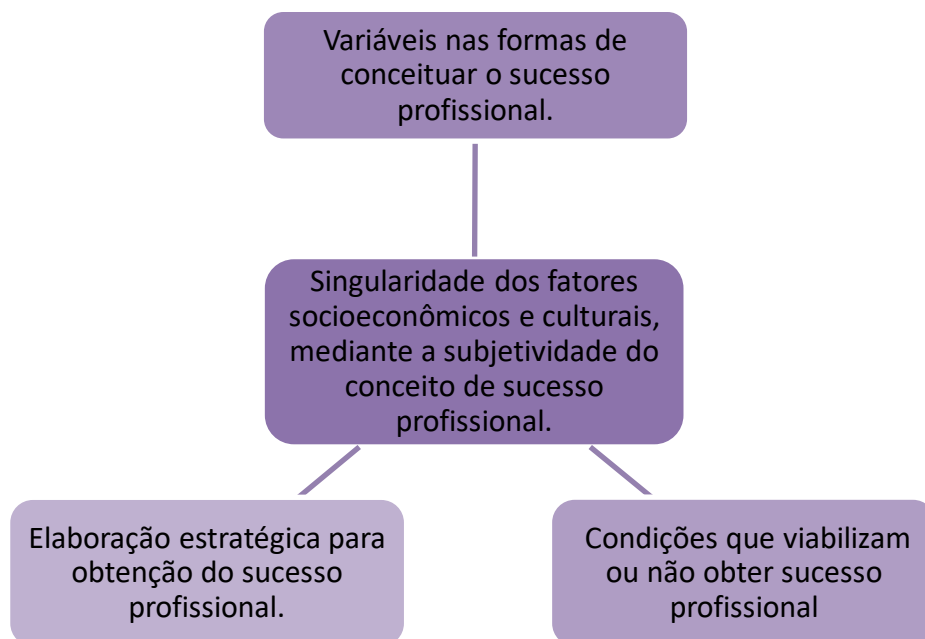 Variáveis nas formas de
conceituar o sucesso
profissional.
Singularidade dos fatores
socioeconômicos e culturais,
mediante a subjetividade do
conceito de sucesso
profissional.
Elaboração estratégica para
obtenção do sucesso
profissional.
Condições que viabilizam
ou não obter sucesso
profissional